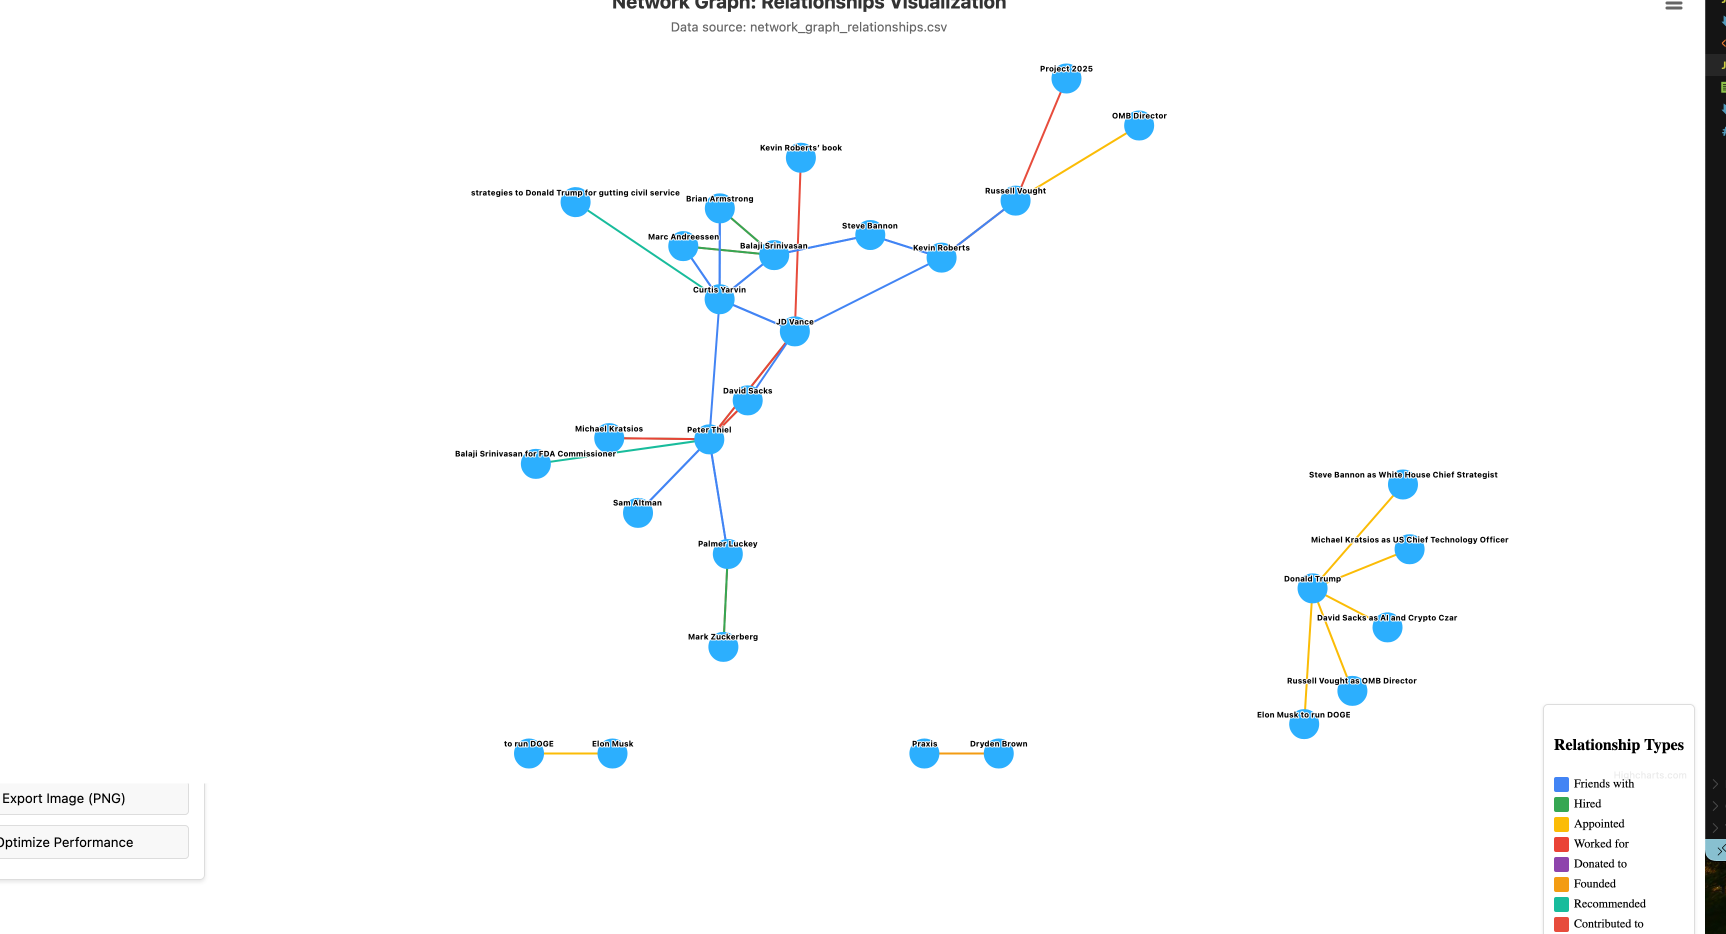 Network Graph: Relationships Visualization
Data source: network_graph_relationships.csv
Project 2025
OMB Director
Kevin Roberts' book
strategies to Donald Trump for gutting civil service
Brian Armstrong
Russell Vought
Steve Bannon
Marc Andreessen
Balaji Srinivasan
Kevin Roberts
Curtis Yarvin
JD Vance
David Sacks
Michael Kratsios
Peter Thiel
Balaji Srinivasan for FDA Commissioner
Steve Bannon as White House Chief Strategist
Sam Altman
Michael Kratsios as US Chief Technology Officer
Palmer Luckey
Donald Trump
David Sacks as AI and Crypto Czar
Mark Zuckerberg
Russell Vought as OMB Director
Elon Musk to run DOGE
to run DOGE
Elon Musk
Praxis
Dryden Brown
Relationship Types
Highcharts.com
Friends with
Hired
Appointed
Worked for
Donated to
Founded
Recommended
Contributed to
Export Image (PNG)
Optimize Performance